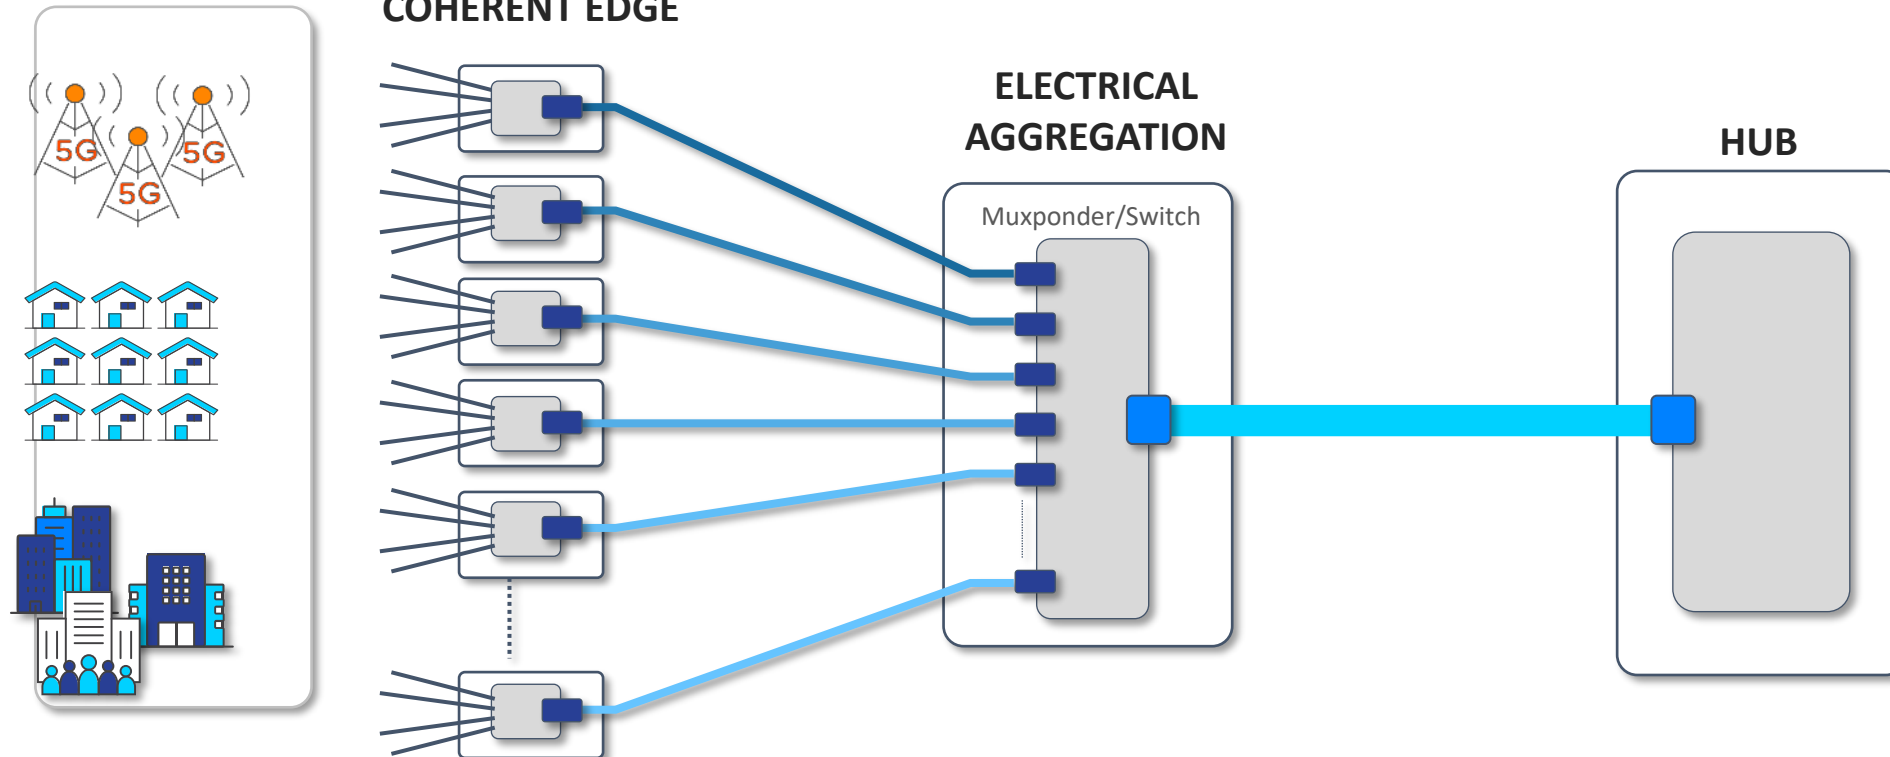 COHERENT EDGE
ELECTRICAL
AGGREGATION
HUB
Muxponder/Switch
5G
5G
5G